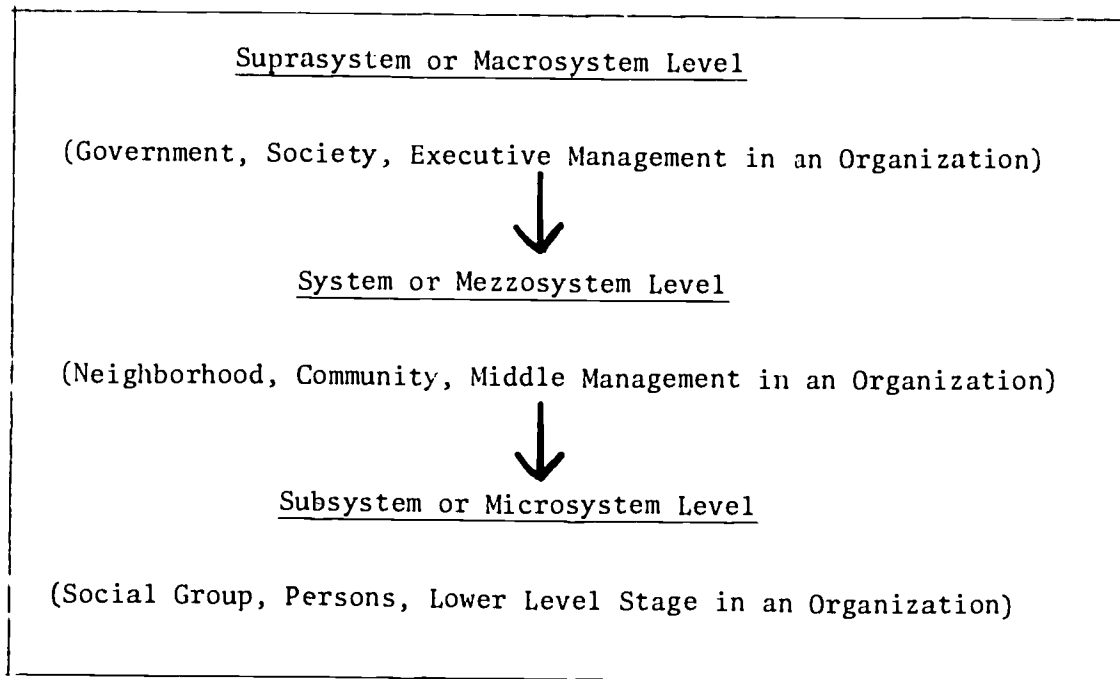 Suprasystem or Macrosystem Level
(Government, Society, Executive Management in an Organization)
System or Mezzosystem Level
(Neighborhood, Community, Middle Management in an Organization)
Subsystem or Microsystem Level
(Social Group, Persons, Lower Level Stage in an Organization)